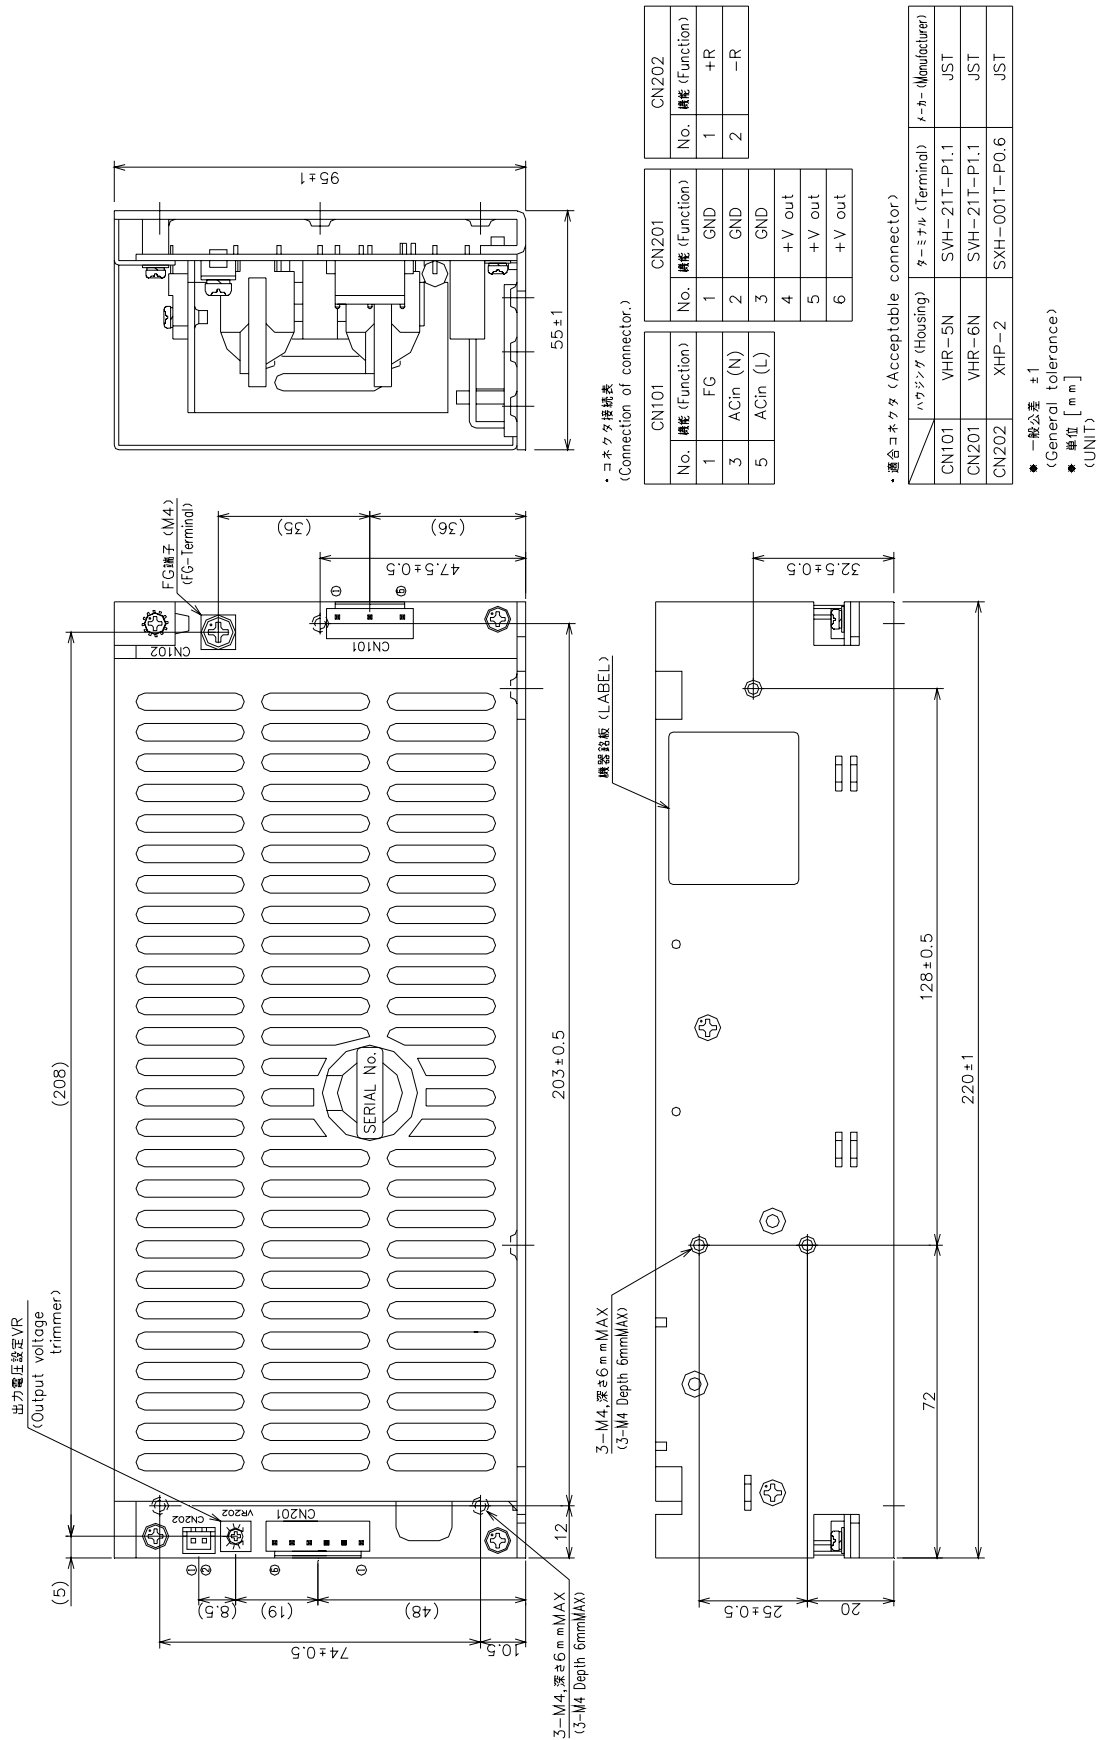 出力電圧設定VR
(Output voltage
trimmer)
(5)
(208)
FG端子 (M4)
(FG-Terminal)
CN202
VR202
CN201
CN102
CN101
①
②
⑥
①
①
⑥
SERIAL No.
(8.5)
(19)
(48)
74±0.5
10.5
12
203±0.5
(35)
(36)
47.5±0.5
3-M4,深さ6mmMAX
(3-M4 Depth 6mmMAX)
95±1
55±1
3-M4,深さ6mmMAX
(3-M4 Depth 6mmMAX)
機器銘板 (LABEL)
25±0.5
20
72
128±0.5
220±1
32.5±0.5
・コネクタ接続表
(Connection of connector.)
CN101
No. 機能 (Function)
1 FG
3 ACin (N)
5 ACin (L)
CN201
No. 機能 (Function)
1 GND
2 GND
3 GND
4 +V out
5 +V out
6 +V out
CN202
No. 機能 (Function)
1 +R
2 -R
・適合コネクタ (Acceptable connector)
ハウジング (Housing) ターミナル (Terminal) メーカー (Manufacturer)
CN101 VHR-5N SVH-21T-P1.1 JST
CN201 VHR-6N SVH-21T-P1.1 JST
CN202 XHP-2 SXH-001T-P0.6 JST
● 一般公差 ±1
(General tolerance)
● 単位 [mm]
(UNIT)